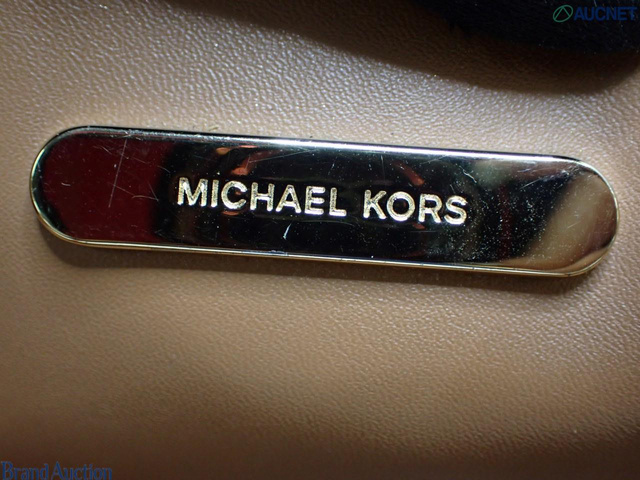 AUCNET
MICHAEL KORS
Brand Auction